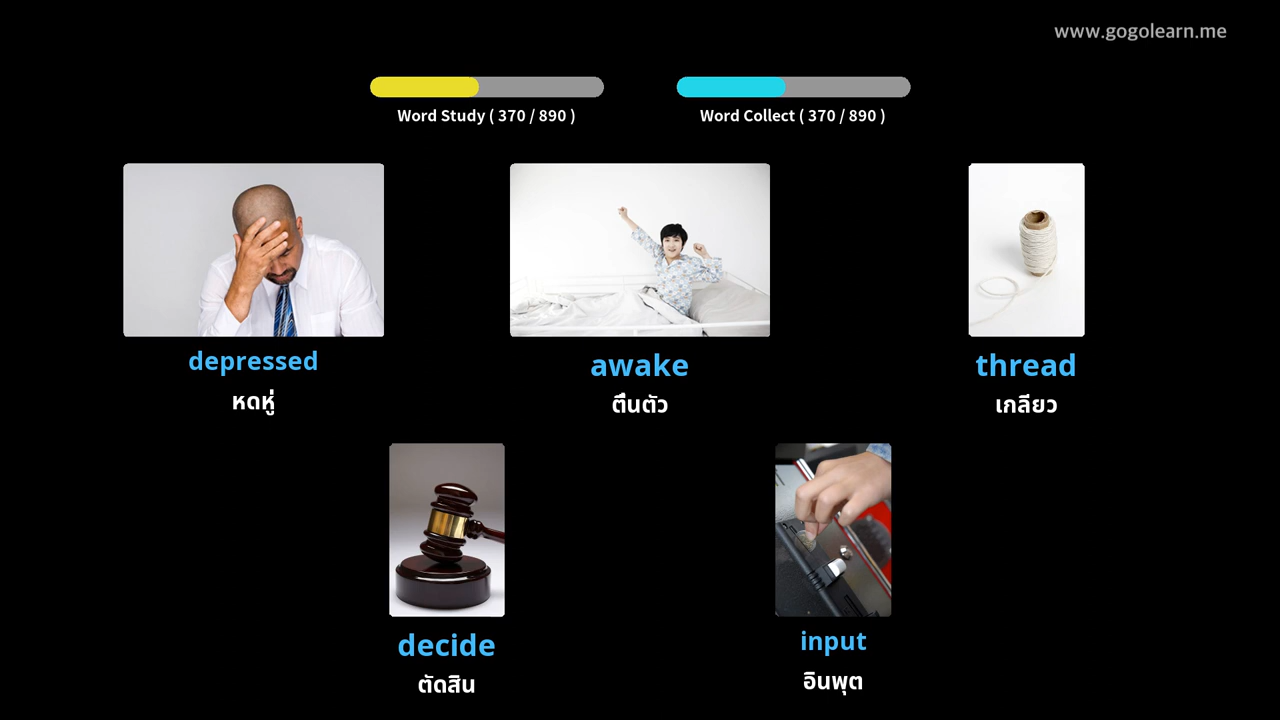 www.gogolearn.me
Word Study ( 370 / 890 )
Word Collect ( 370 / 890 )
depressed
หดหู่
awake
ตื่นตัว
thread
เกลียว
decide
ตัดสิน
input
อินพุต